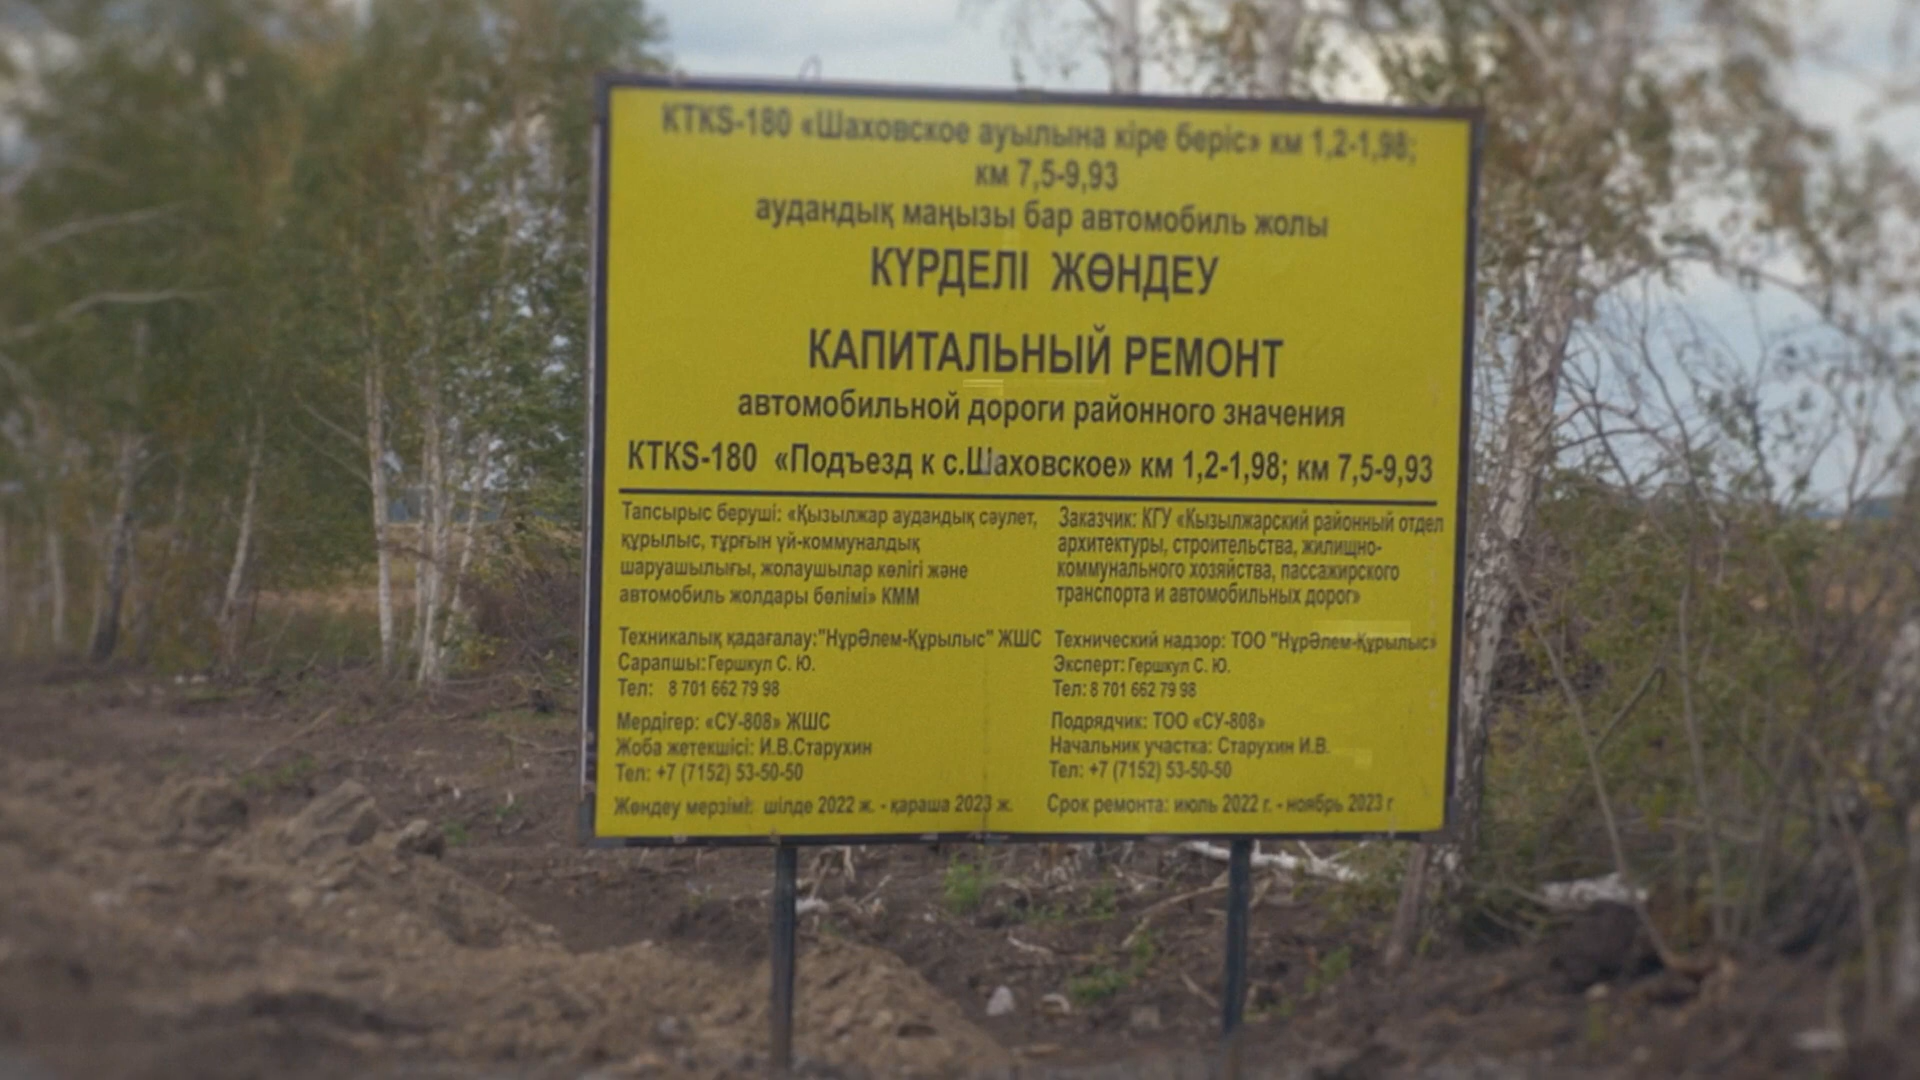 KTKS-180 «Шаховское ауылына кіре беріс» км 1,2-1,98;
км 7,5-9,93
аудандық маңызы бар автомобиль жолы
КҮРДЕЛІ ЖӨНДЕУ
КАПИТАЛЬНЫЙ РЕМОНТ
автомобильной дороги районного значения
KTKS-180 «Подъезд к с.Шаховское» км 1,2-1,98; км 7,5-9,93
Тапсырыс беруші: «Қызылжар аудандық сәулет,
құрылыс, тұрғын үй-коммуналдық
шаруашылығы, жолаушылар көлігі және
автомобиль жолдары бөлімі» КММ
Техникалық қадағалау:"НұрӘлем-Құрылыс" ЖШС
Сарапшы: Гершкул С. Ю.
Тел: 8 701 662 79 98
Мердігер: «СУ-808» ЖШС
Жоба жетекшісі: И.В.Старухин
Тел: +7 (7152) 53-50-50
Жөндеу мерзімі: шілде 2022 ж. - қараша 2023 ж.
Заказчик: КГУ «Кызылжарский районный отдел
архитектуры, строительства, жилищно-
коммунального хозяйства, пассажирского
транспорта и автомобильных дорог»
Технический надзор: ТОО "НұрӘлем-Құрылыс»
Эксперт: Гершкул С. Ю.
Тел: 8 701 662 79 98
Подрядчик: ТОО «СУ-808»
Начальник участка: Старухин И.В.
Тел: +7 (7152) 53-50-50
Срок ремонта: июль 2022 г. - ноябрь 2023 г